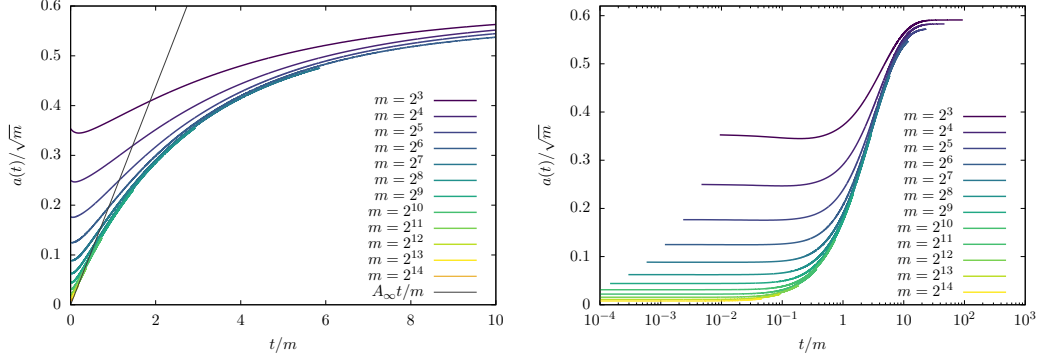 0
0.1
0.2
0.3
0.4
0.5
0.6
0
2
4
6
8
10
a(t)/√m
t/m
m = 2^3
m = 2^4
m = 2^5
m = 2^6
m = 2^7
m = 2^8
m = 2^9
m = 2^10
m = 2^11
m = 2^12
m = 2^13
m = 2^14
A_∞t/m
0
0.1
0.2
0.3
0.4
0.5
0.6
10^−4
10^−3
10^−2
10^−1
1
10
10^2
10^3
a(t)/√m
t/m
m = 2^3
m = 2^4
m = 2^5
m = 2^6
m = 2^7
m = 2^8
m = 2^9
m = 2^10
m = 2^11
m = 2^12
m = 2^13
m = 2^14